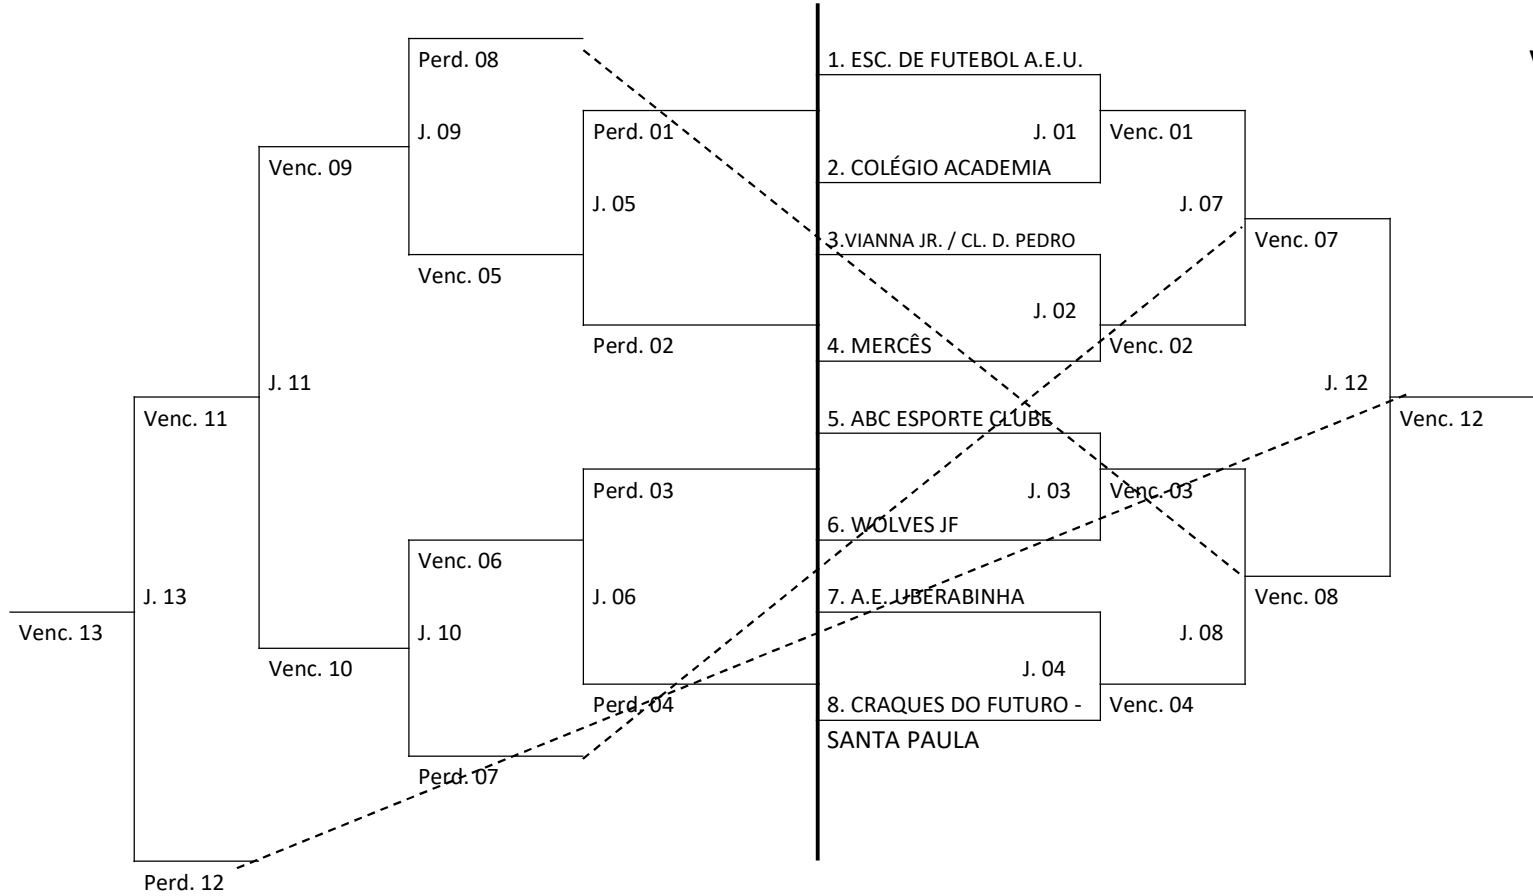 Perd. 08
1. ESC. DE FUTEBOL A.E.U.
J. 09
Perd. 01
J. 01
Venc. 01
Venc. 09
2. COLÉGIO ACADEMIA
J. 05
J. 07
3.VIANNA JR. / CL. D. PEDRO
Venc. 07
Venc. 05
J. 02
Perd. 02
4. MERCÊS
Venc. 02
J. 11
J. 12
Venc. 11
5. ABC ESPORTE CLUBE
Venc. 12
Perd. 03
J. 03
Venc. 03
6. WOLVES JF
Venc. 06
J. 13
J. 06
7. A.E. UBERABINHA
Venc. 08
Venc. 13
J. 10
J. 08
Venc. 10
J. 04
Perd. 04
8. CRAQUES DO FUTURO -
SANTA PAULA
Venc. 04
Perd. 07
Perd. 12